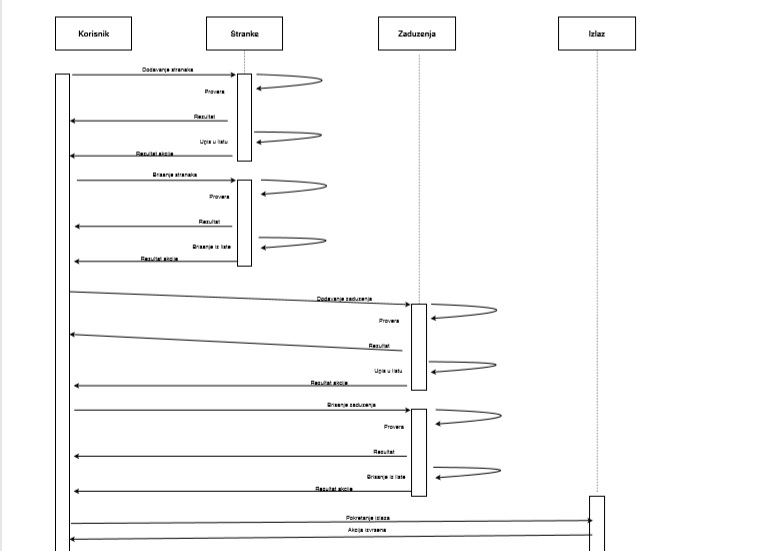 Korisnik
Stranke
Zaduzenja
Izlaz
Dodavanje stranaka
Provera
Rezultat
Upis u listu
Rezultat akcije
Brisanje stranaka
Provera
Rezultat
Brisanje iz liste
Rezultat akcije
Dodavanje zaduzenja
Provera
Rezultat
Upis u listu
Rezultat akcije
Brisanje zaduzenja
Provera
Rezultat
Brisanje iz liste
Rezultat akcije
Pokretanje izlaza
Akcija izvrsena